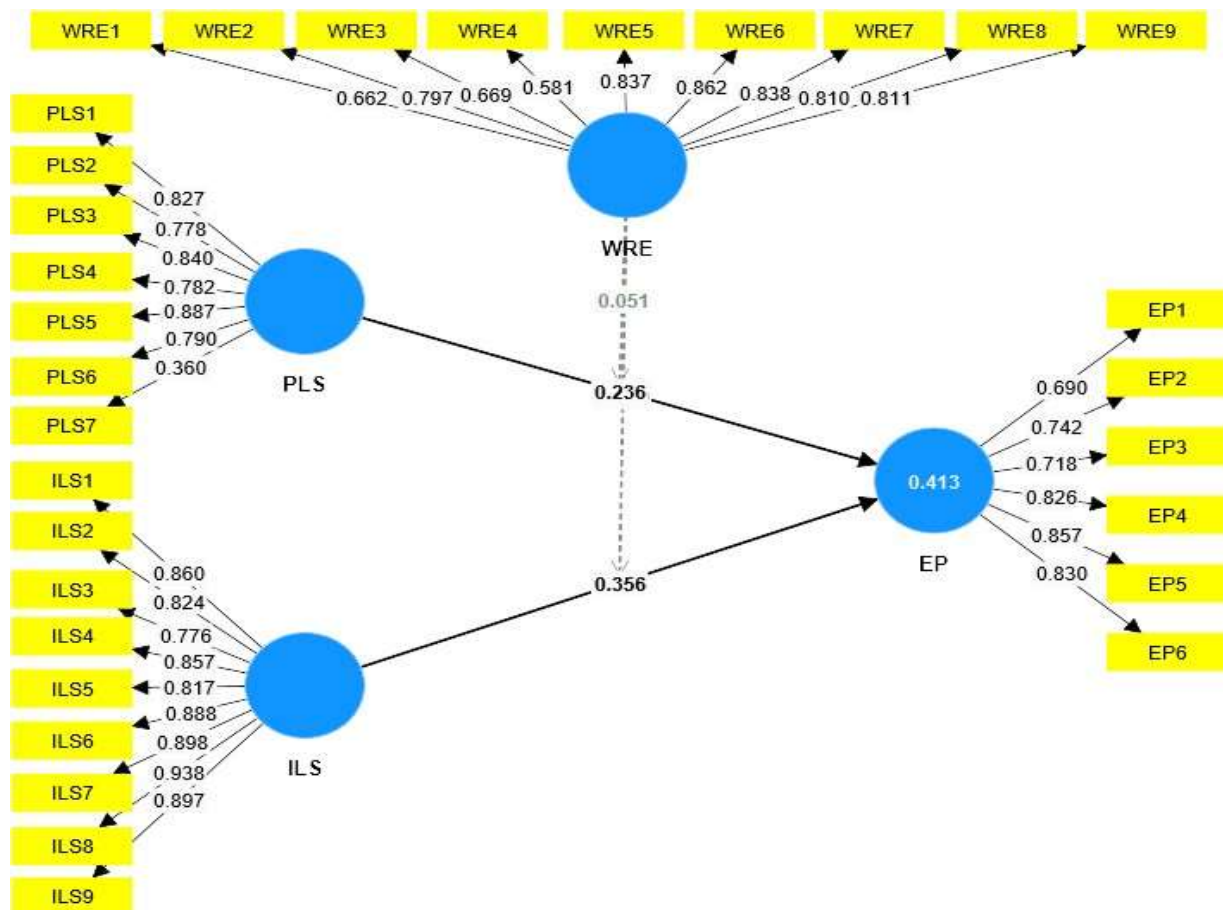 WRE1 WRE2 WRE3 WRE4 WRE5 WRE6 WRE7 WRE8 WRE9
0.662 0.797 0.669 0.581 0.837 0.862 0.838 0.810 0.811
WRE
0.051
PLS1
PLS2
PLS3
PLS4
PLS5
PLS6
PLS7
0.827
0.778
0.840
0.782
0.887
0.790
0.360
PLS
0.236
ILS1
ILS2
ILS3
ILS4
ILS5
ILS6
ILS7
ILS8
ILS9
0.860
0.824
0.776
0.857
0.817
0.888
0.898
0.938
0.897
ILS
0.356
0.413
EP
0.690
0.742
0.718
0.826
0.857
0.830
EP1
EP2
EP3
EP4
EP5
EP6